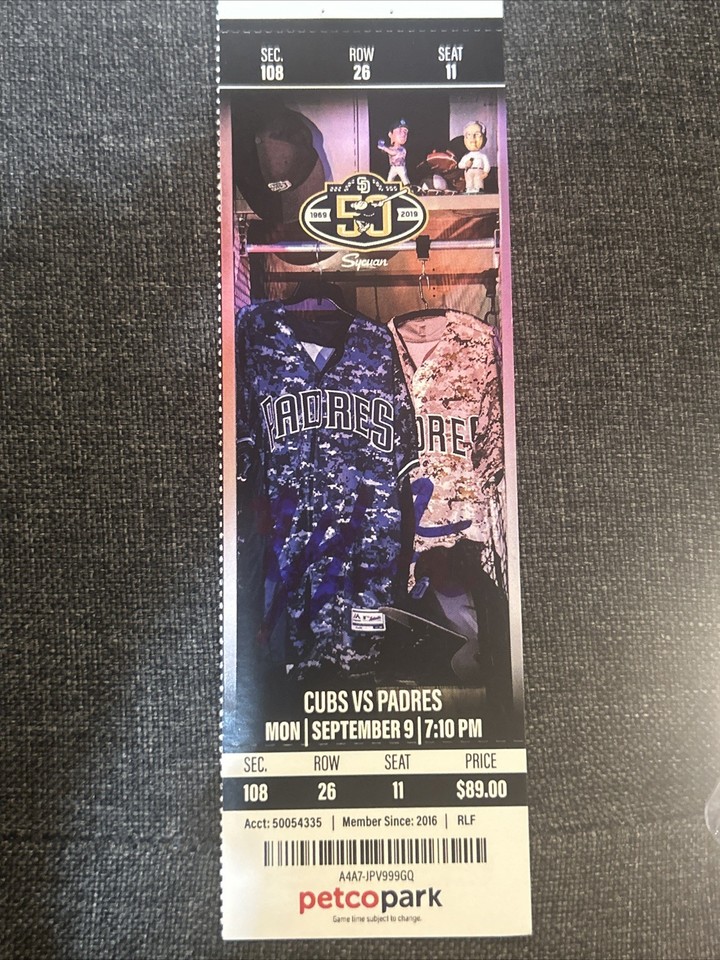 SEC. ROW SEAT
108 26 11
SD
1969 50 2019
Sycuan
PADRES
DRES
CUBS VS PADRES
MON | SEPTEMBER 9 | 7:10 PM
SEC. ROW SEAT PRICE
108 26 11 $89.00
Acct: 50054335 | Member Since: 2016 | RLF
A4A7-JPV999GQ
petcopark
Game time subject to change.